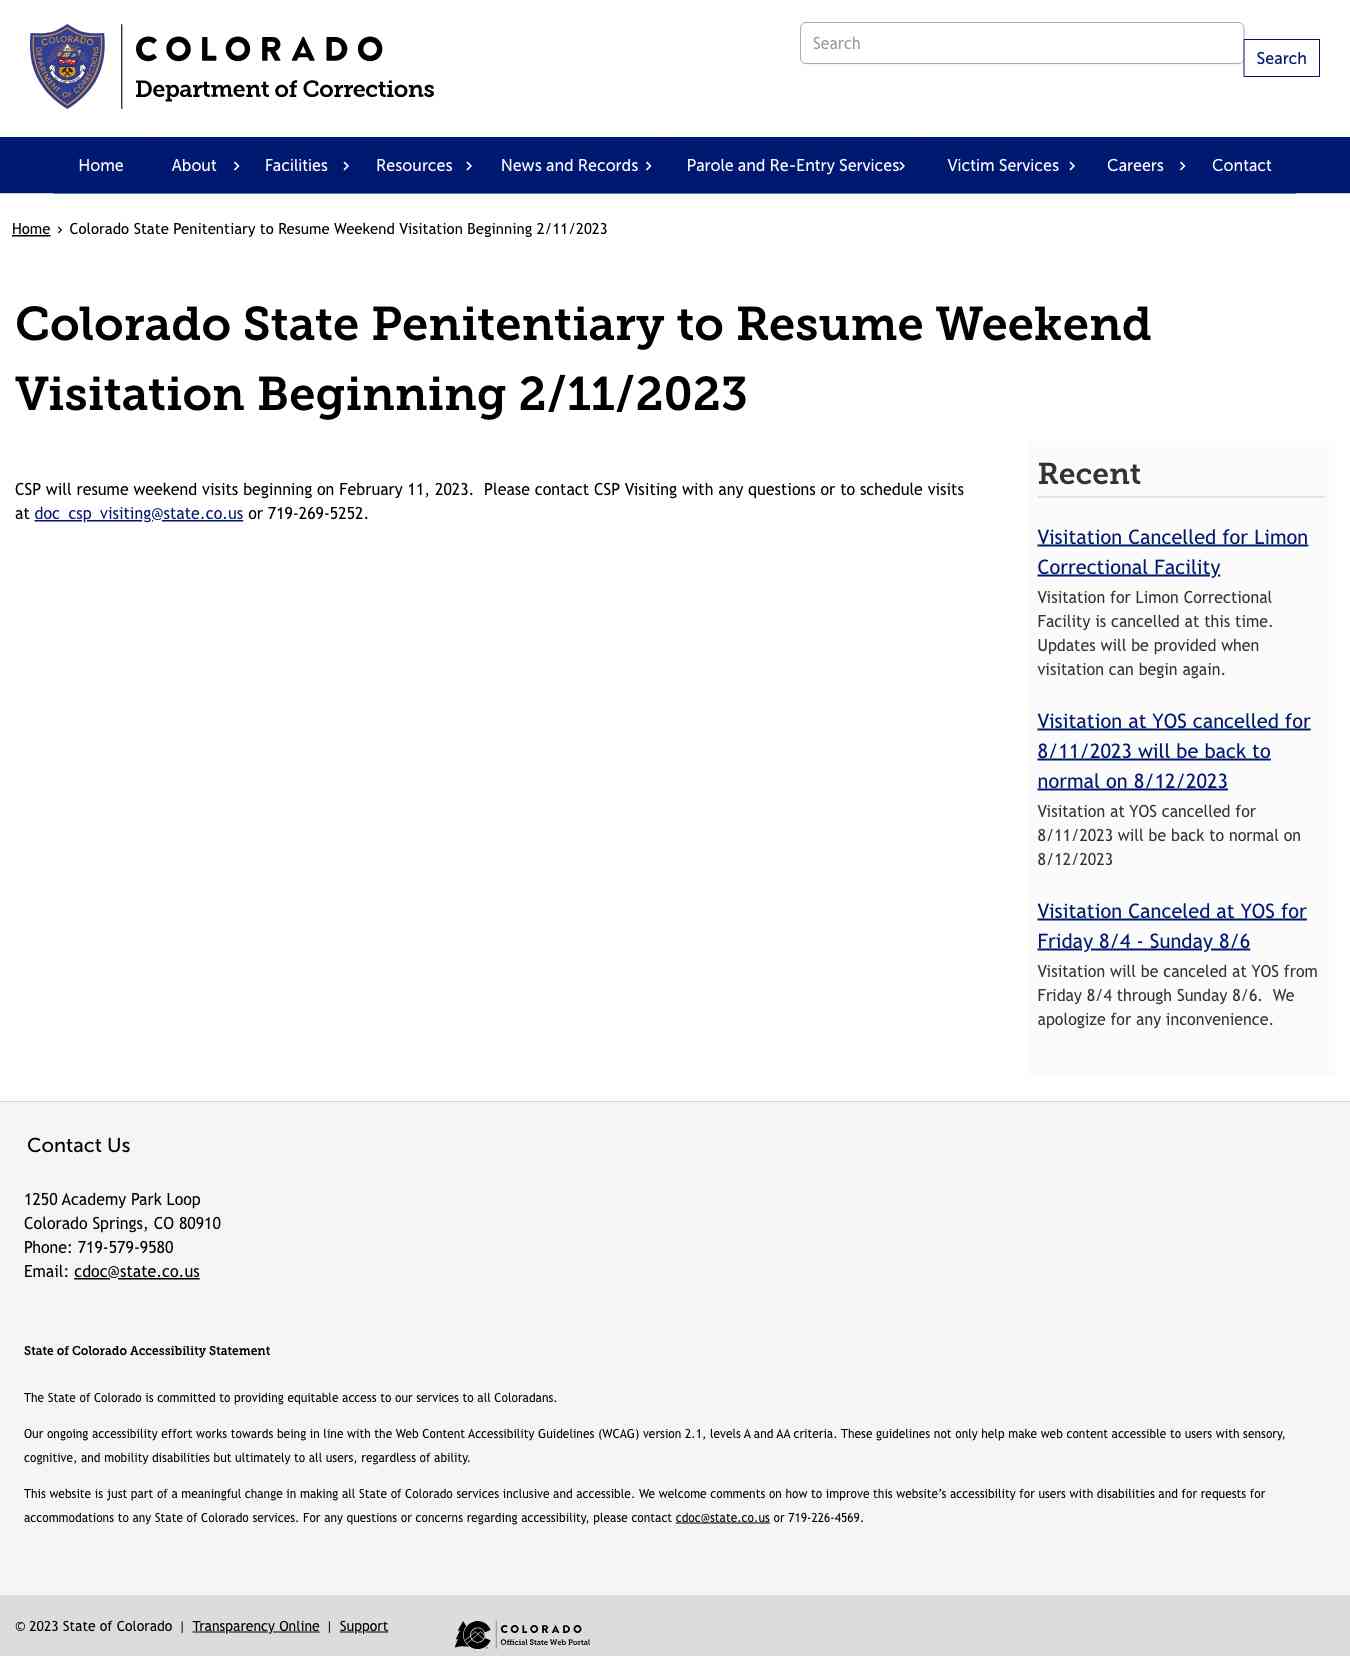 COLORADO
Department of Corrections
Search
Search
Home
About
Facilities
Resources
News and Records
Parole and Re-Entry Services
Victim Services
Careers
Contact
Home › Colorado State Penitentiary to Resume Weekend Visitation Beginning 2/11/2023
Colorado State Penitentiary to Resume Weekend
Visitation Beginning 2/11/2023
CSP will resume weekend visits beginning on February 11, 2023.  Please contact CSP Visiting with any questions or to schedule visits
at doc_csp_visiting@state.co.us or 719-269-5252.
Recent
Visitation Cancelled for Limon
Correctional Facility
Visitation for Limon Correctional
Facility is cancelled at this time.
Updates will be provided when
visitation can begin again.
Visitation at YOS cancelled for
8/11/2023 will be back to
normal on 8/12/2023
Visitation at YOS cancelled for
8/11/2023 will be back to normal on
8/12/2023
Visitation Canceled at YOS for
Friday 8/4 - Sunday 8/6
Visitation will be canceled at YOS from
Friday 8/4 through Sunday 8/6.  We
apologize for any inconvenience.
Contact Us
1250 Academy Park Loop
Colorado Springs, CO 80910
Phone: 719-579-9580
Email: cdoc@state.co.us
State of Colorado Accessibility Statement
The State of Colorado is committed to providing equitable access to our services to all Coloradans.
Our ongoing accessibility effort works towards being in line with the Web Content Accessibility Guidelines (WCAG) version 2.1, levels A and AA criteria. These guidelines not only help make web content accessible to users with sensory,
cognitive, and mobility disabilities but ultimately to all users, regardless of ability.
This website is just part of a meaningful change in making all State of Colorado services inclusive and accessible. We welcome comments on how to improve this website’s accessibility for users with disabilities and for requests for
accommodations to any State of Colorado services. For any questions or concerns regarding accessibility, please contact cdoc@state.co.us or 719-226-4569.
© 2023 State of Colorado | Transparency Online | Support
COLORADO
Official State Web Portal